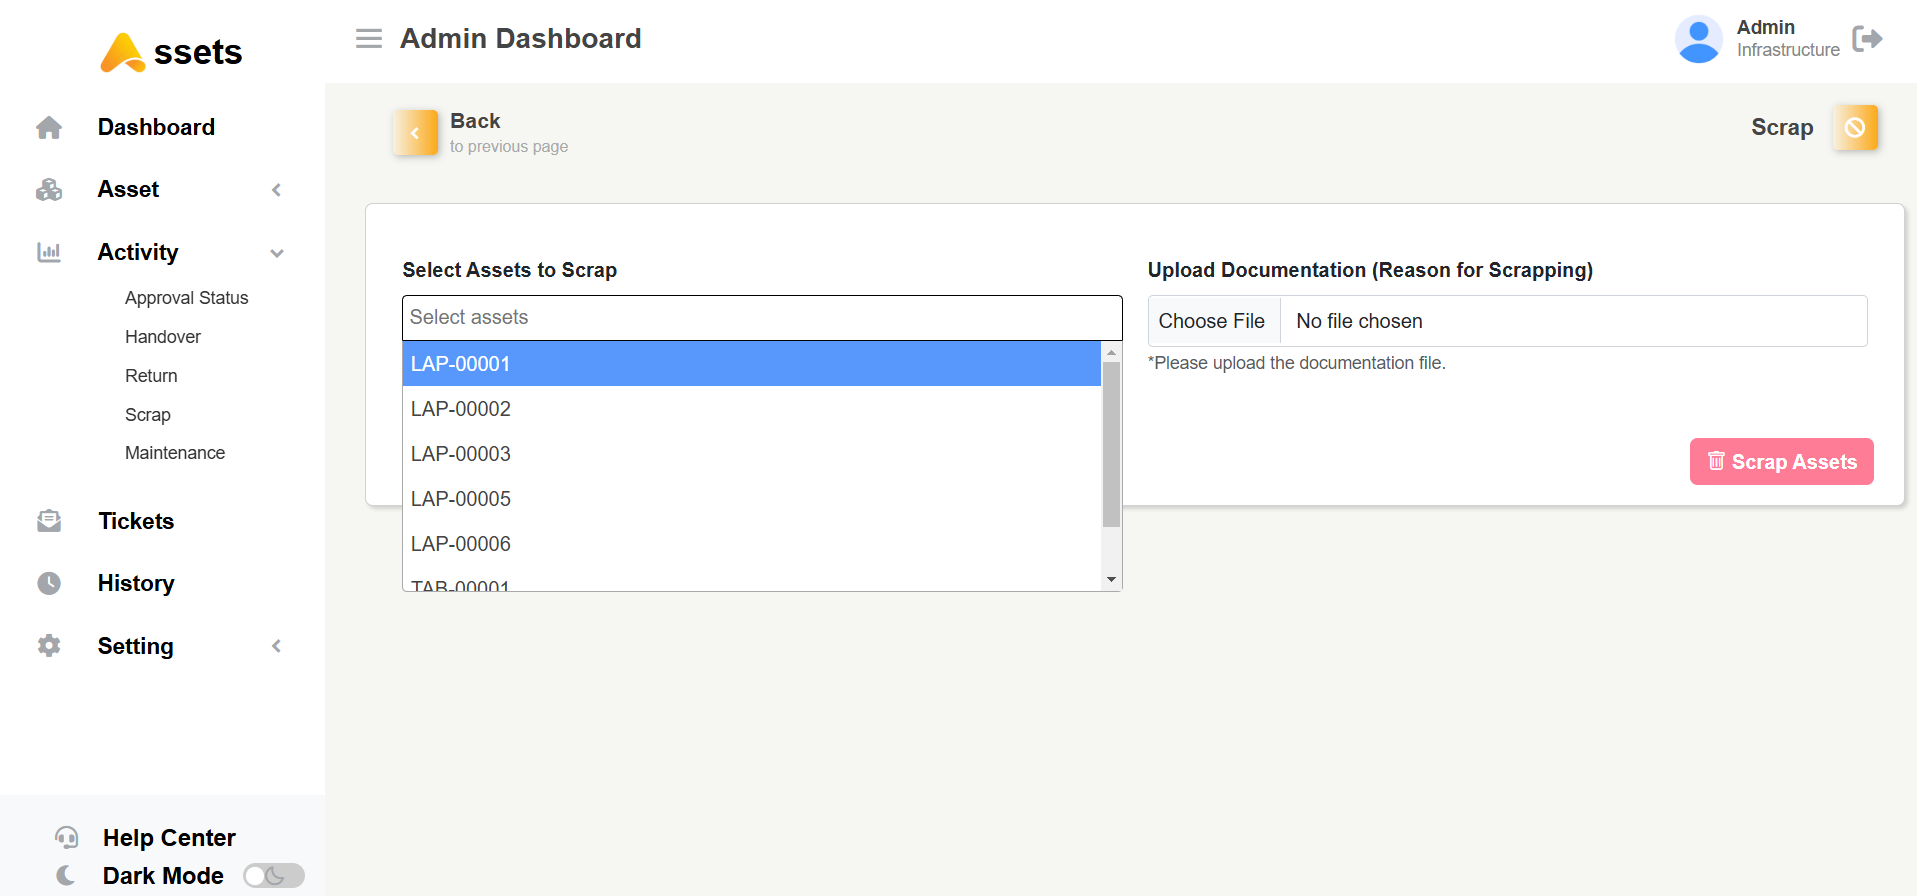 ssets
Admin Dashboard
Admin
Infrastructure
Dashboard
Asset
Activity
Approval Status
Handover
Return
Scrap
Maintenance
Tickets
History
Setting
Help Center
Dark Mode
Back
to previous page
Scrap
Select Assets to Scrap
Select assets
LAP-00001
LAP-00002
LAP-00003
LAP-00005
LAP-00006
TAB-00001
Upload Documentation (Reason for Scrapping)
Choose File No file chosen
*Please upload the documentation file.
Scrap Assets